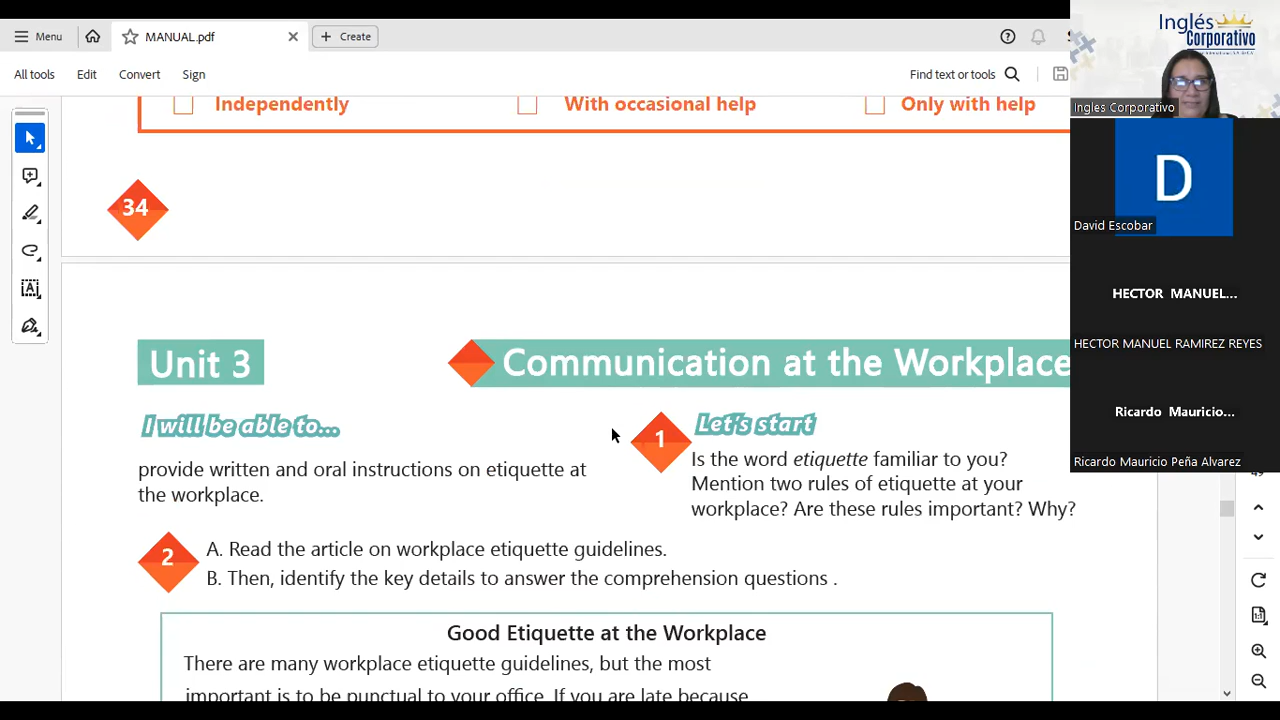 Menu
MANUAL.pdf
Create
All tools
Edit
Convert
Sign
Find text or tools
Independently
With occasional help
Only with help
34
Unit 3
Communication at the Workplace
I will be able to...
provide written and oral instructions on etiquette at
the workplace.
1
Let's start
Is the word etiquette familiar to you?
Mention two rules of etiquette at your
workplace? Are these rules important? Why?
2
A. Read the article on workplace etiquette guidelines.
B. Then, identify the key details to answer the comprehension questions .
Good Etiquette at the Workplace
There are many workplace etiquette guidelines, but the most
important is to be punctual to your office. If you are late because
Inglés
Corporativo
Ingles Corporativo
D
David Escobar
HECTOR MANUEL...
HECTOR MANUEL RAMIREZ REYES
Ricardo Mauricio...
Ricardo Mauricio Peña Alvarez